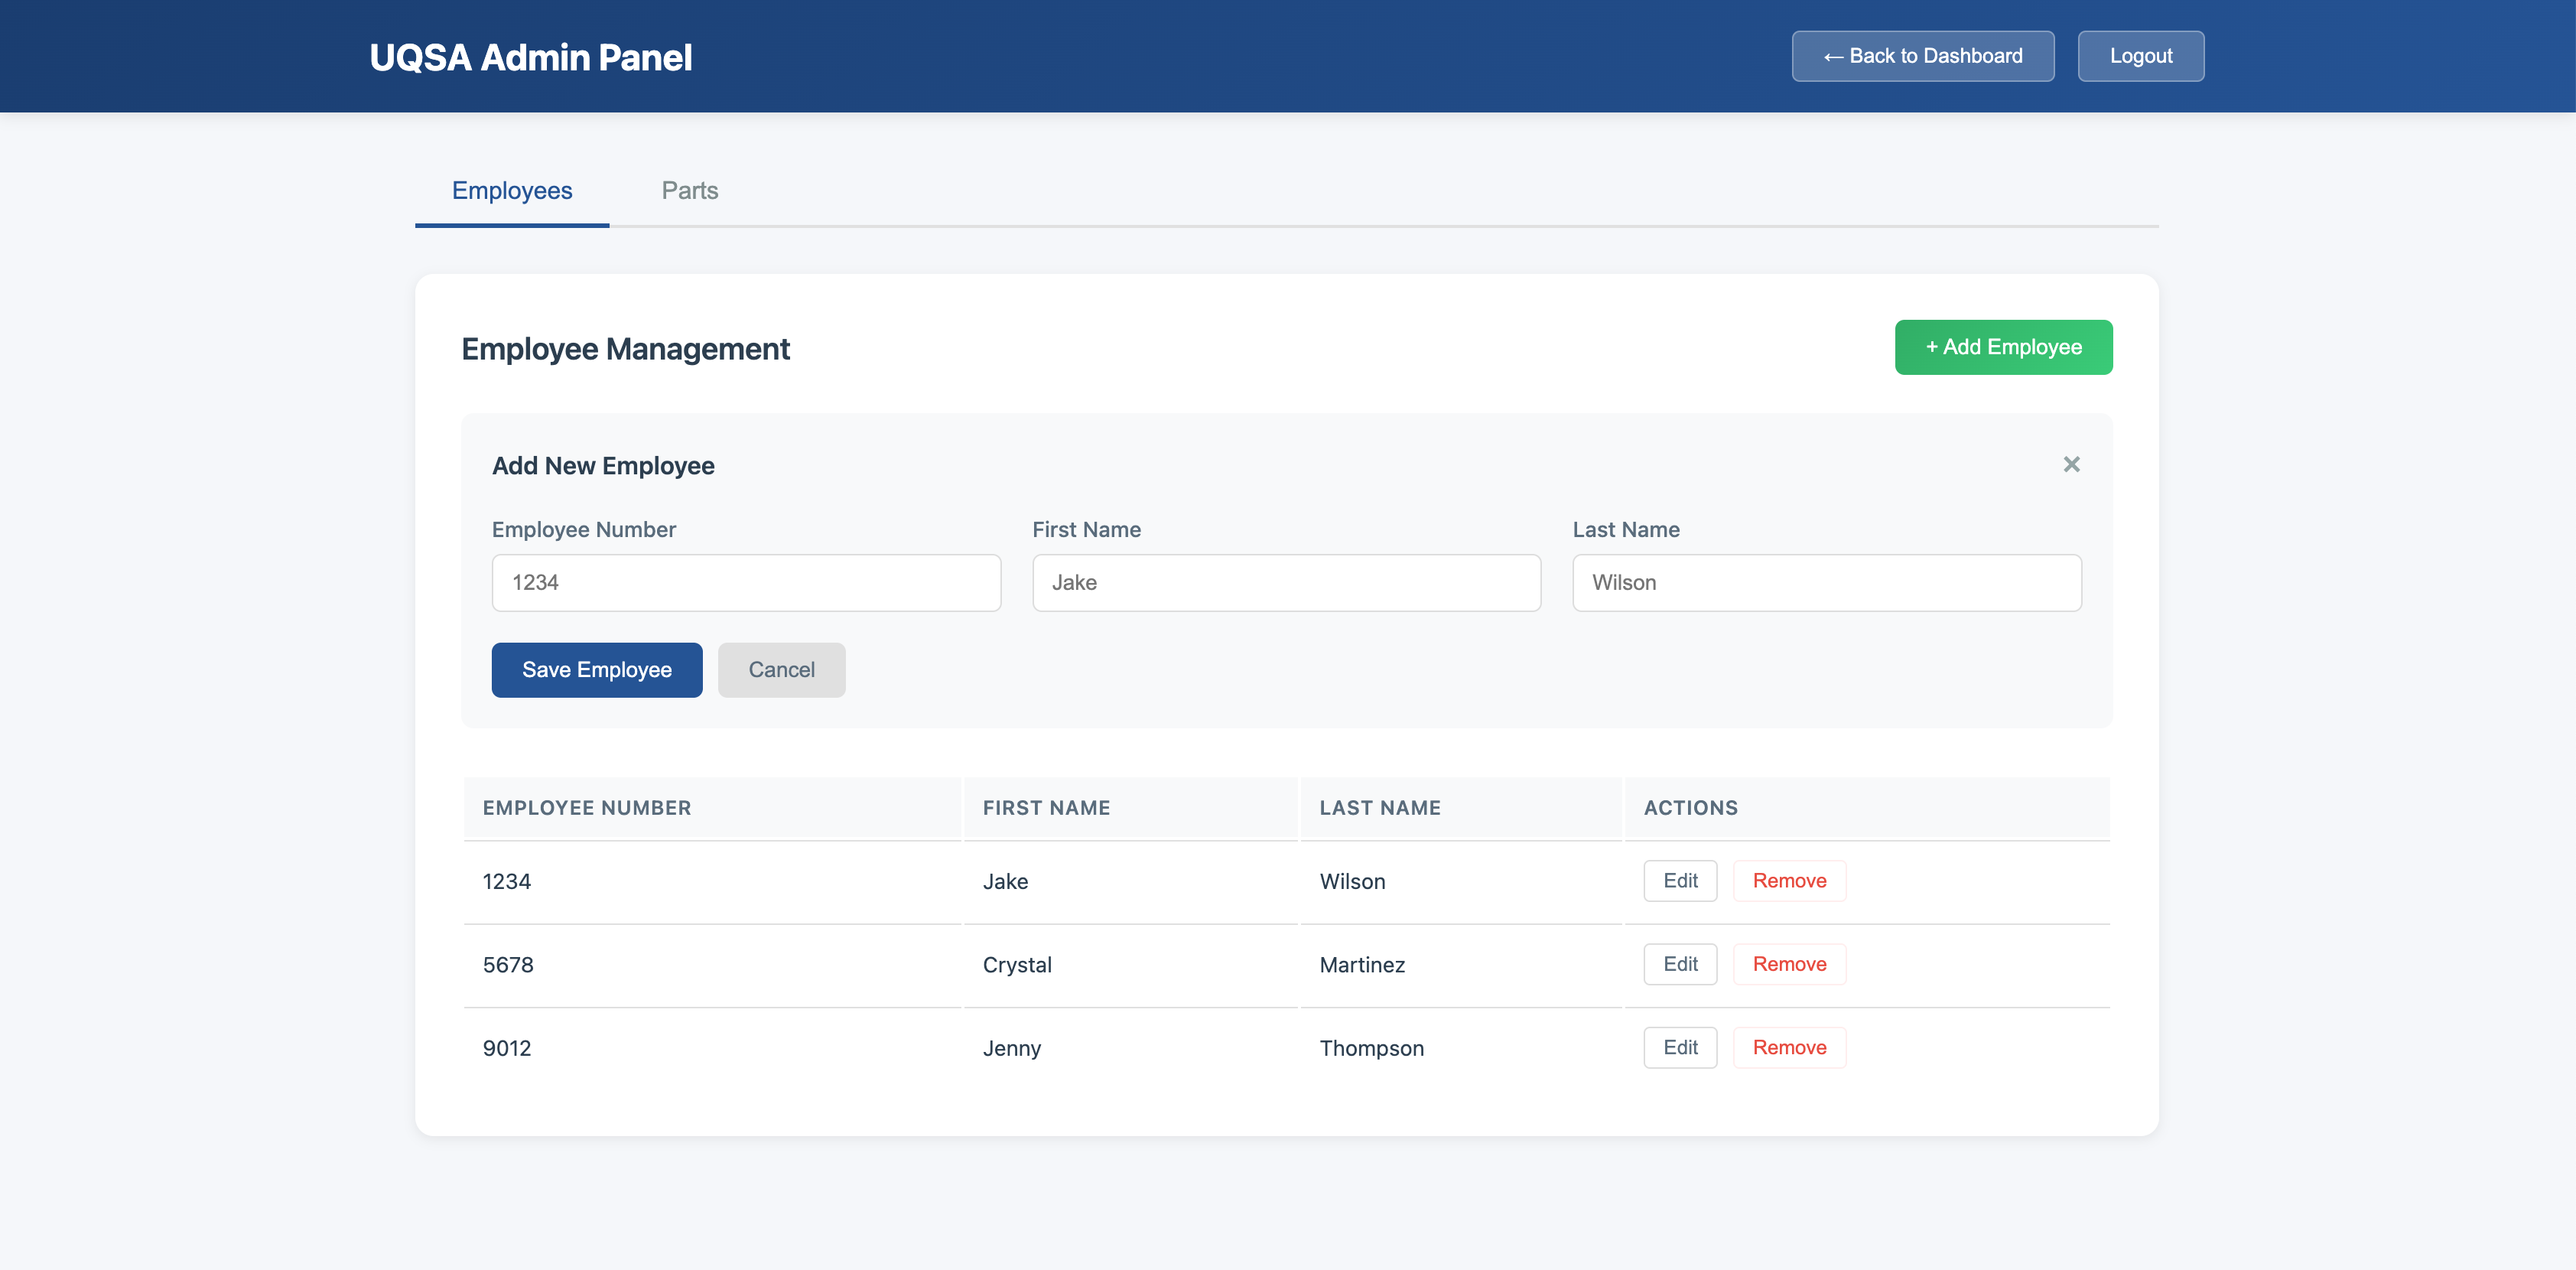 UQSA Admin Panel
← Back to Dashboard
Logout
Employees
Parts
Employee Management
+ Add Employee
Add New Employee
×
Employee Number
First Name
Last Name
1234
Jake
Wilson
Save Employee
Cancel
EMPLOYEE NUMBER FIRST NAME LAST NAME ACTIONS
1234 Jake Wilson Edit Remove
5678 Crystal Martinez Edit Remove
9012 Jenny Thompson Edit Remove